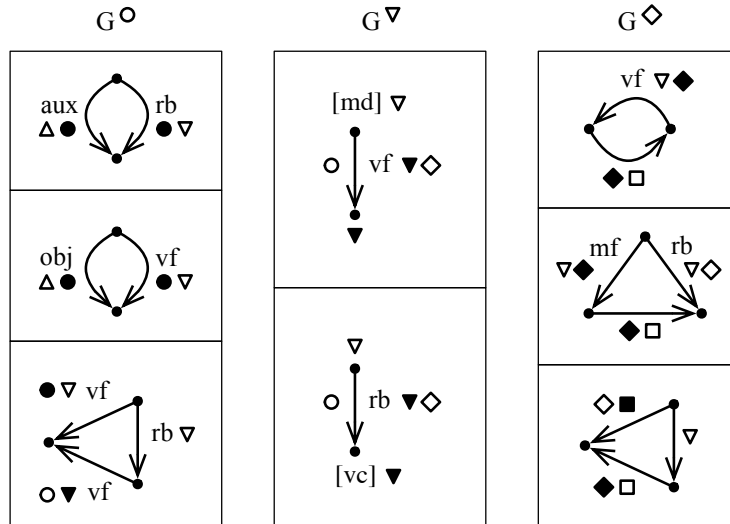 G○ G▽ G◇
aux rb
△● ●▽
obj vf
△● ●▽
●▽ vf
rb ▽
○▼ vf
[md] ▽
○ vf ▼◇
▼
▽
○ rb ▼◇
[vc] ▼
vf ▽◆
◆□
mf rb
▽◆ ▽◇
◆□
◇■
▽
◆□